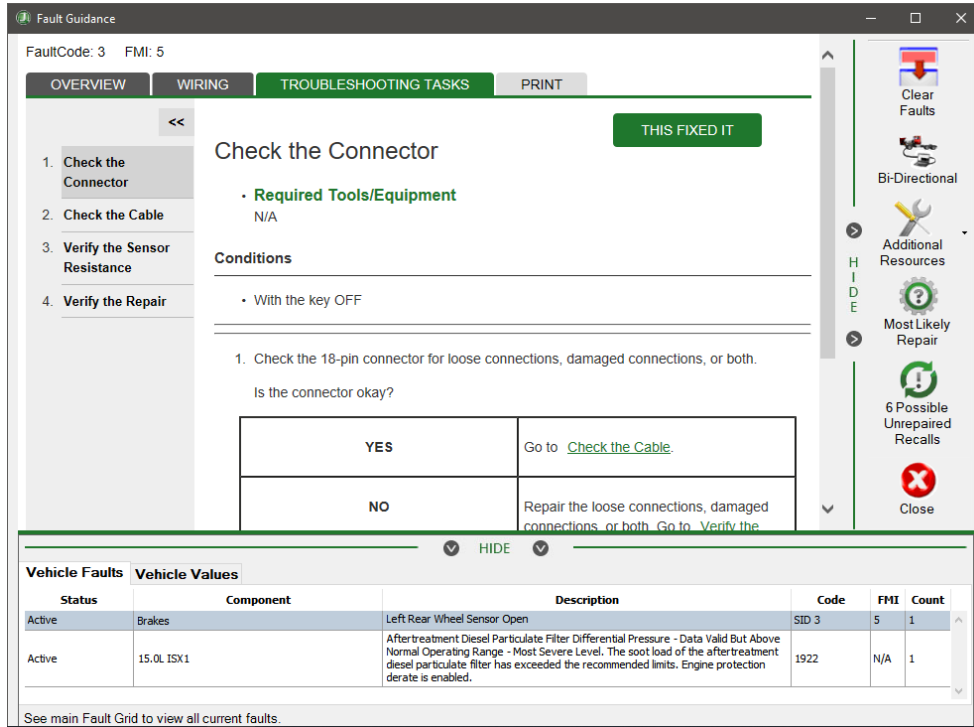 Fault Guidance
FaultCode: 3 FMI: 5
OVERVIEW WIRING TROUBLESHOOTING TASKS PRINT
<<
1. Check the
Connector
2. Check the Cable
3. Verify the Sensor
Resistance
4. Verify the Repair
THIS FIXED IT
Check the Connector
• Required Tools/Equipment
N/A
Conditions
• With the key OFF
1. Check the 18-pin connector for loose connections, damaged connections, or both.
Is the connector okay?
YES Go to Check the Cable.
NO Repair the loose connections, damaged
connections, or both. Go to Verify the
HIDE
Clear
Faults
Bi-Directional
Additional
Resources
Most Likely
Repair
6 Possible
Unrepaired
Recalls
Close
HIDE
Vehicle Faults Vehicle Values
Status Component Description Code FMI Count
Active Brakes Left Rear Wheel Sensor Open SID 3 5 1
Active 15.0L ISX1 Aftertreatment Diesel Particulate Filter Differential Pressure - Data Valid But Above
Normal Operating Range - Most Severe Level. The soot load of the aftertreatment
diesel particulate filter has exceeded the recommended limits. Engine protection
derate is enabled. 1922 N/A 1
See main Fault Grid to view all current faults.